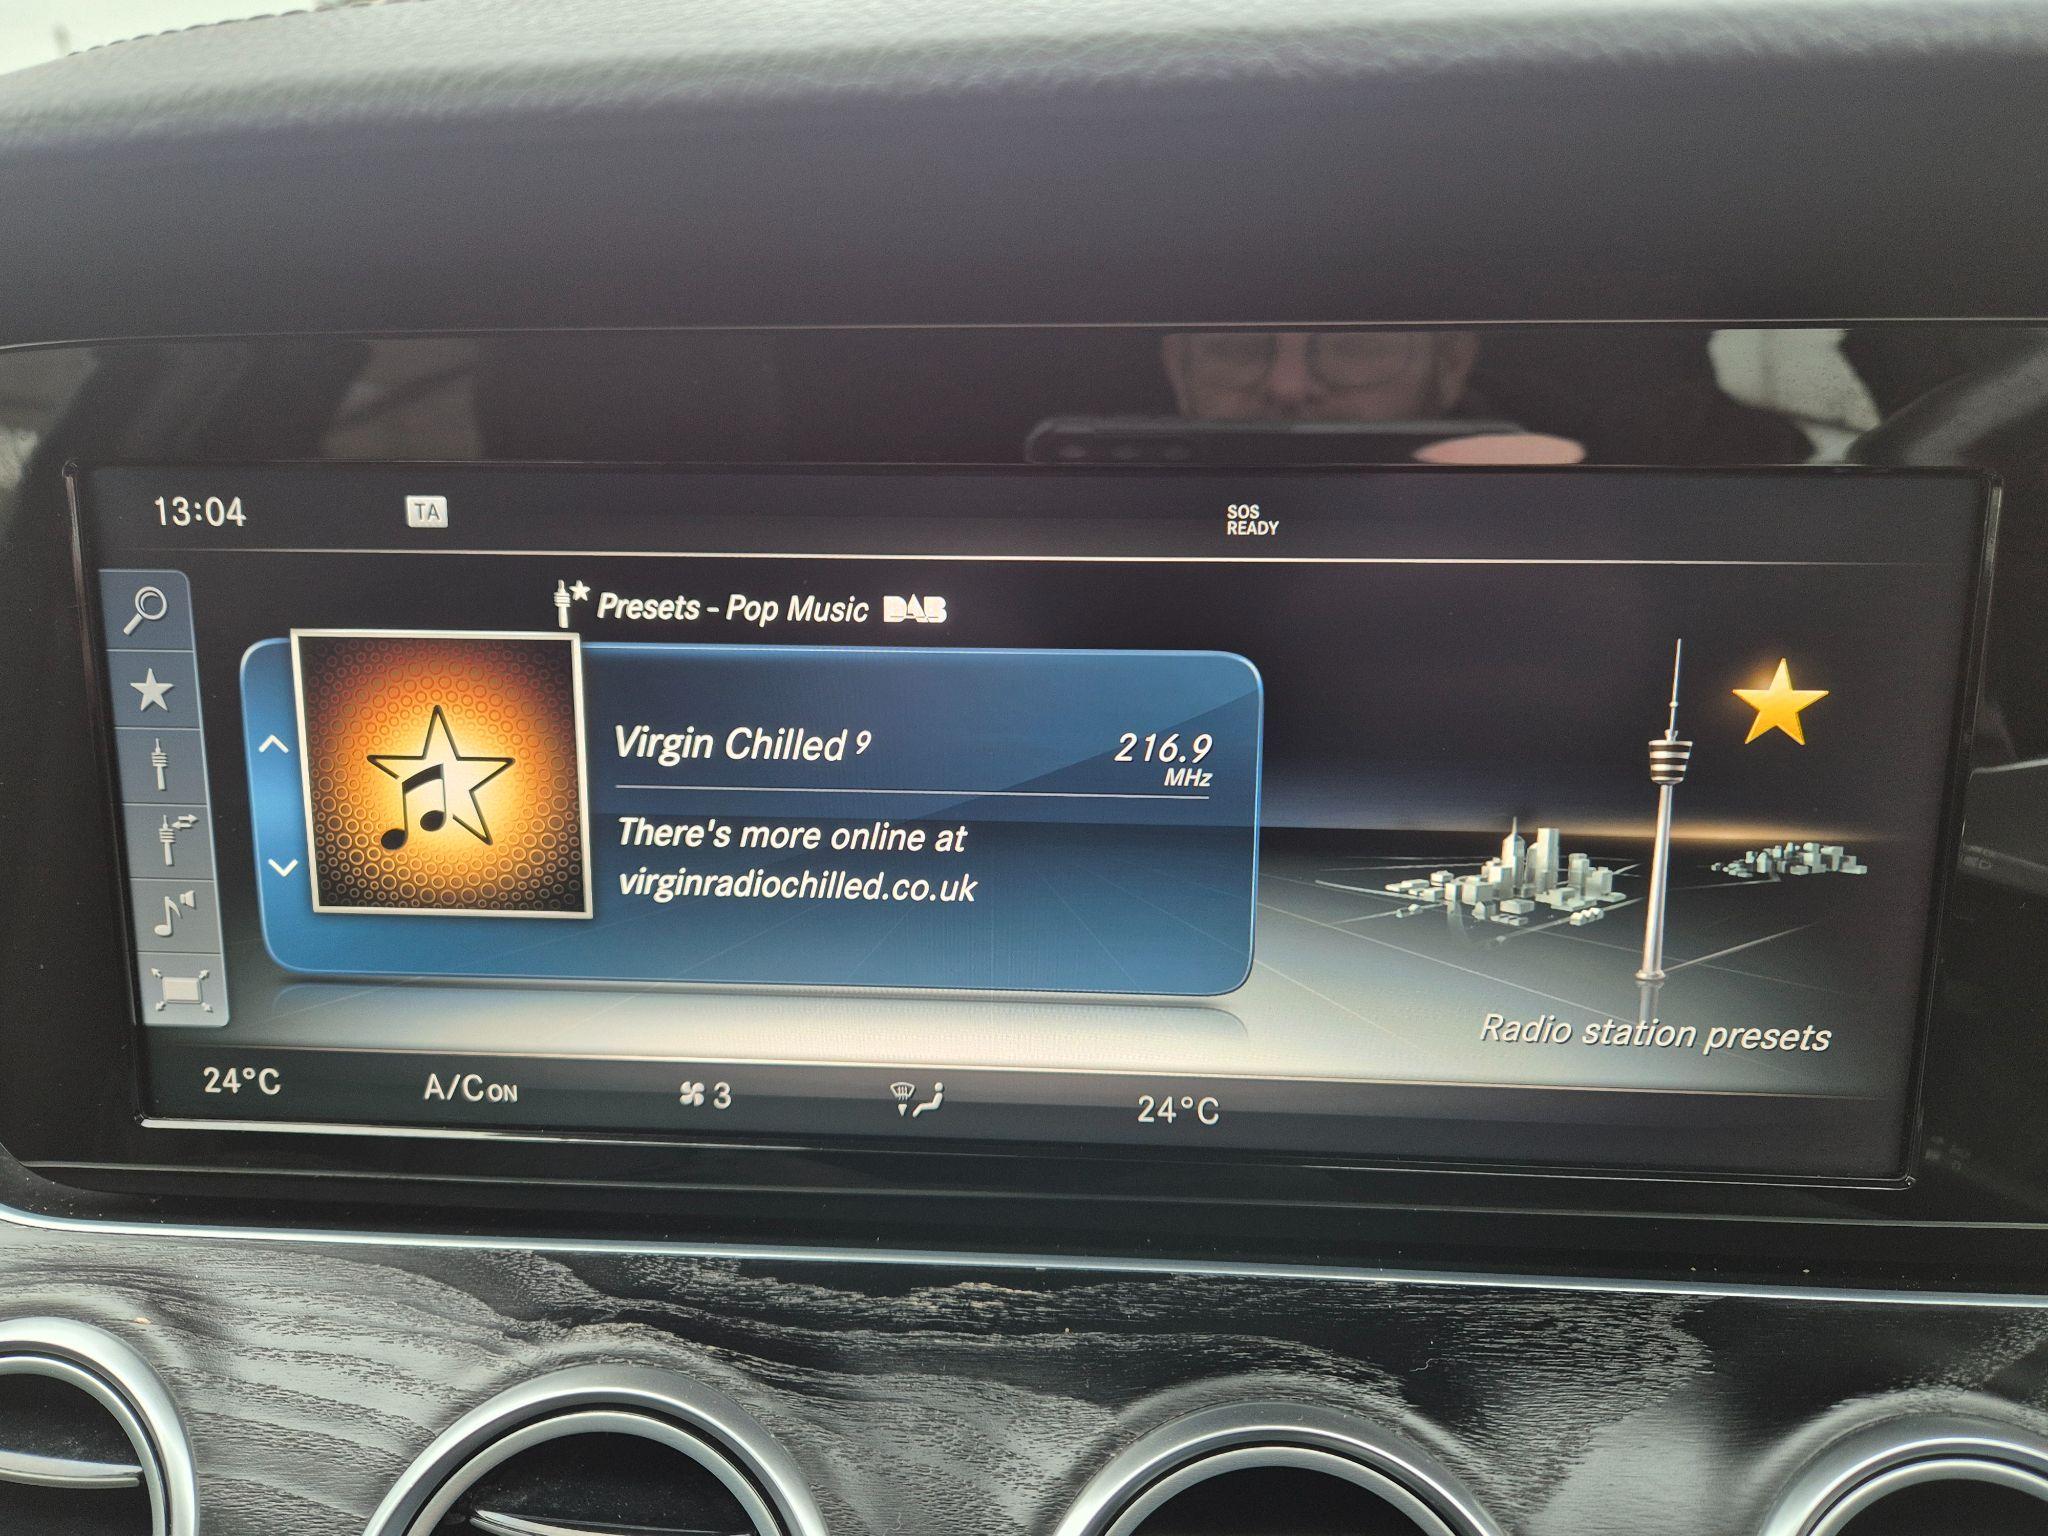 13:04 TA SOS
READY
Presets - Pop Music DAB
Virgin Chilled 9 216.9
MHz
There's more online at
virginradiochilled.co.uk
Radio station presets
24°C A/C ON 3 24°C